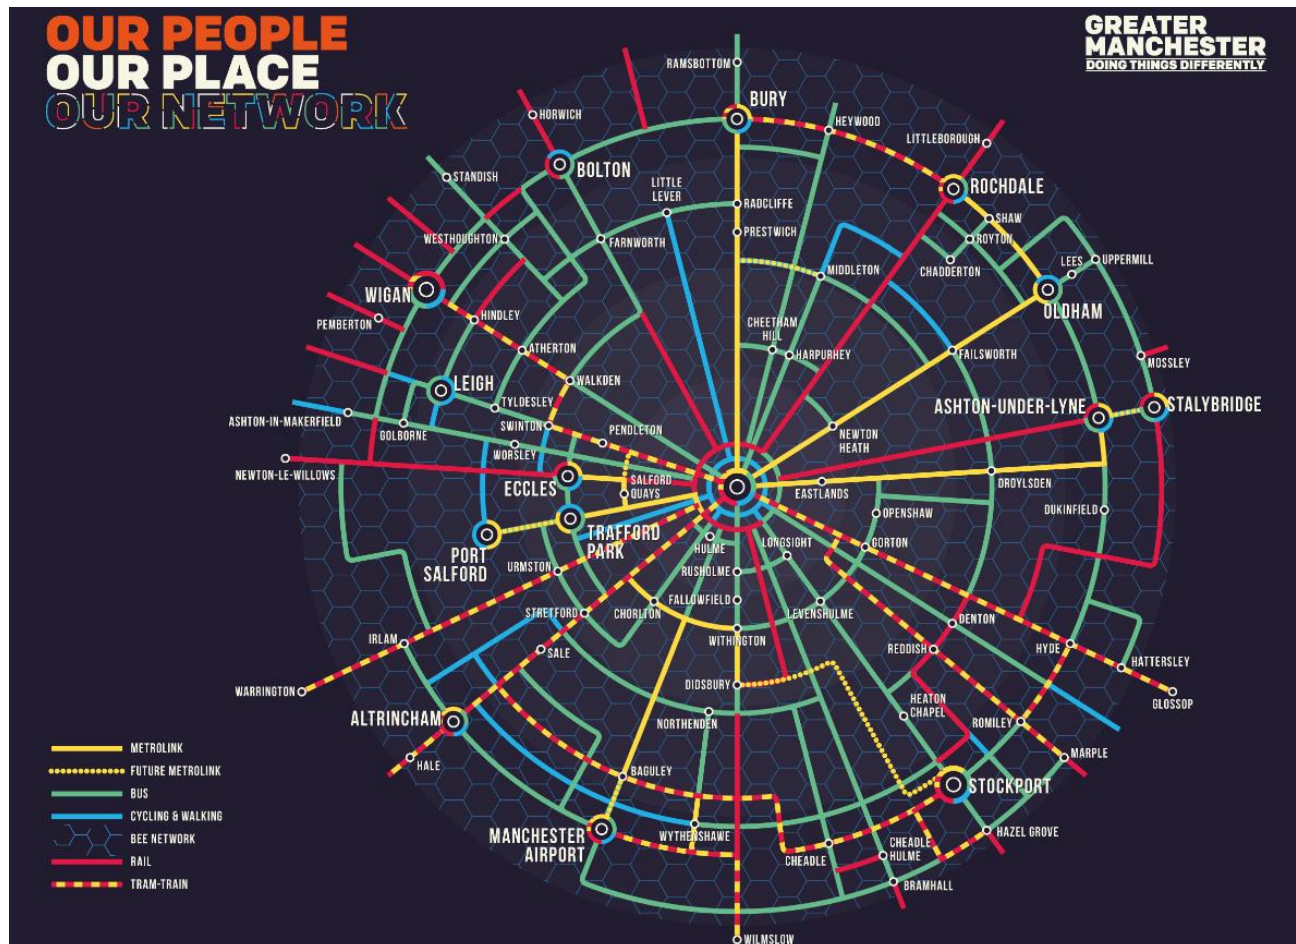 OUR PEOPLE
OUR PLACE
OUR NETWORK
GREATER
MANCHESTER
DOING THINGS DIFFERENTLY
RAMSBOTTOM
BURY
HEYWOOD
HORWICH
LITTLEBOROUGH
BOLTON
ROCHDALE
STANDISH
LITTLE
LEVER
RADCLIFFE
SHAW
WESTHOUGHTON
FARNWORTH
PRESTWICH
ROYTON
CHADDERTON
LEES
UPPERMILL
MIDDLETON
WIGAN
OLDHAM
PEMBERTON
HINDLEY
CHEETHAM
HILL
HARPURHEY
ATHERTON
FAILSWORTH
MOSSLEY
LEIGH
WALKDEN
TYLDESLEY
ASHTON-UNDER-LYNE
STALYBRIDGE
ASHTON-IN-MAKERFIELD
GOLBORNE
SWINTON
PENDLETON
NEWTON
HEATH
WORSLEY
NEWTON-LE-WILLOWS
ECCLES
SALFORD
QUAYS
EASTLANDS
DROYLSDEN
OPENSHAW
DUKINFIELD
TRAFFORD
PARK
PORT
SALFORD
HULME
LONGSIGHT
GORTON
URMSTON
RUSHOLME
STRETFORD
CHORLTON
FALLOWFIELD
LEVENSHULME
DENTON
IRLAM
SALE
WITHINGTON
REDDISH
HYDE
HATTERSLEY
WARRINGTON
DIDSBURY
GLOSSOP
ALTRINCHAM
NORTHENDEN
HEATON
CHAPEL
ROMILEY
HALE
BAGULEY
MARPLE
STOCKPORT
MANCHESTER
AIRPORT
WYTHENSHAWE
CHEADLE
CHEADLE
HULME
HAZEL GROVE
BRAMHALL
WILMSLOW
METROLINK
FUTURE METROLINK
BUS
CYCLING & WALKING
BEE NETWORK
RAIL
TRAM-TRAIN